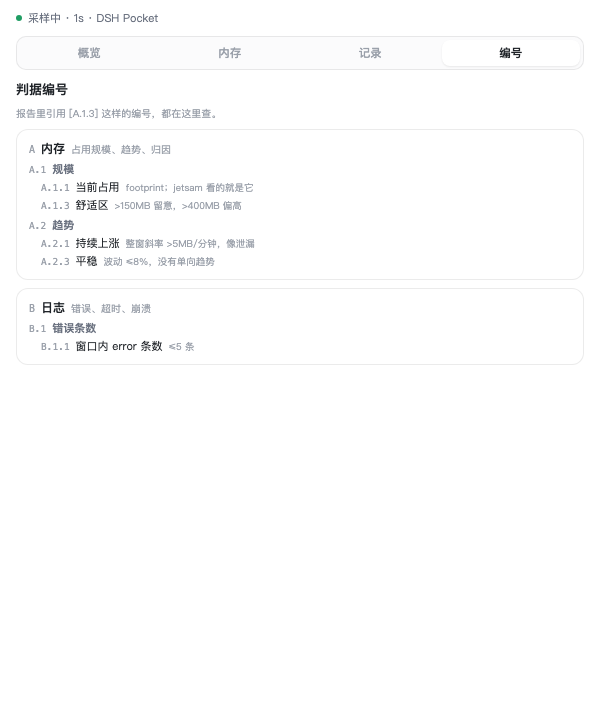 采样中 · 1s · DSH Pocket
概览 内存 记录 编号
判据编号
报告里引用 [A.1.3] 这样的编号，都在这里查。
A 内存 占用规模、趋势、归因
A.1 规模
A.1.1 当前占用 footprint；jetsam 看的就是它
A.1.3 舒适区 >150MB 留意，>400MB 偏高
A.2 趋势
A.2.1 持续上涨 整窗斜率 >5MB/分钟，像泄漏
A.2.3 平稳 波动 ≤8%，没有单向趋势
B 日志 错误、超时、崩溃
B.1 错误条数
B.1.1 窗口内 error 条数 ≤5 条